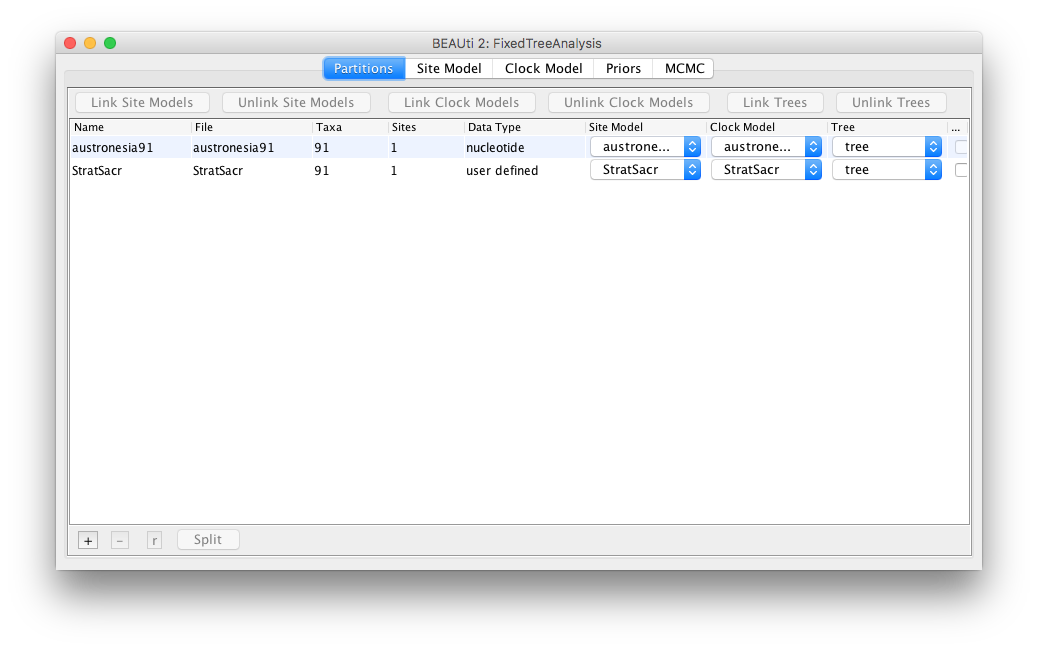 BEAUti 2: FixedTreeAnalysis
Partitions Site Model Clock Model Priors MCMC
Link Site Models Unlink Site Models Link Clock Models Unlink Clock Models Link Trees Unlink Trees
Name File Taxa Sites Data Type Site Model Clock Model Tree ...
austronesia91 austronesia91 91 1 nucleotide austrone... austrone... tree
StratSacr StratSacr 91 1 user defined StratSacr StratSacr tree
+ - r Split